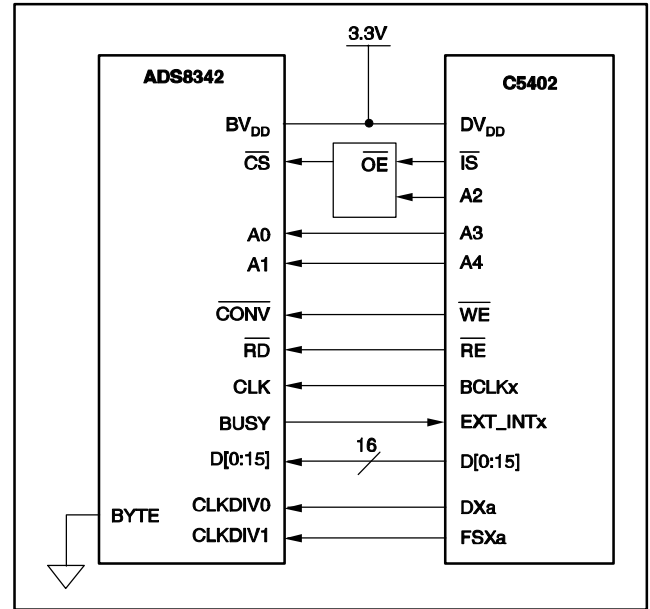 3.3V
ADS8342
C5402
BVDD
DVDD
CS
OE
IS
A2
A0
A3
A1
A4
CONV
WE
RD
RE
CLK
BCLKx
BUSY
EXT_INTx
D[0:15]
16
D[0:15]
BYTE
CLKDIV0
DXa
CLKDIV1
FSXa